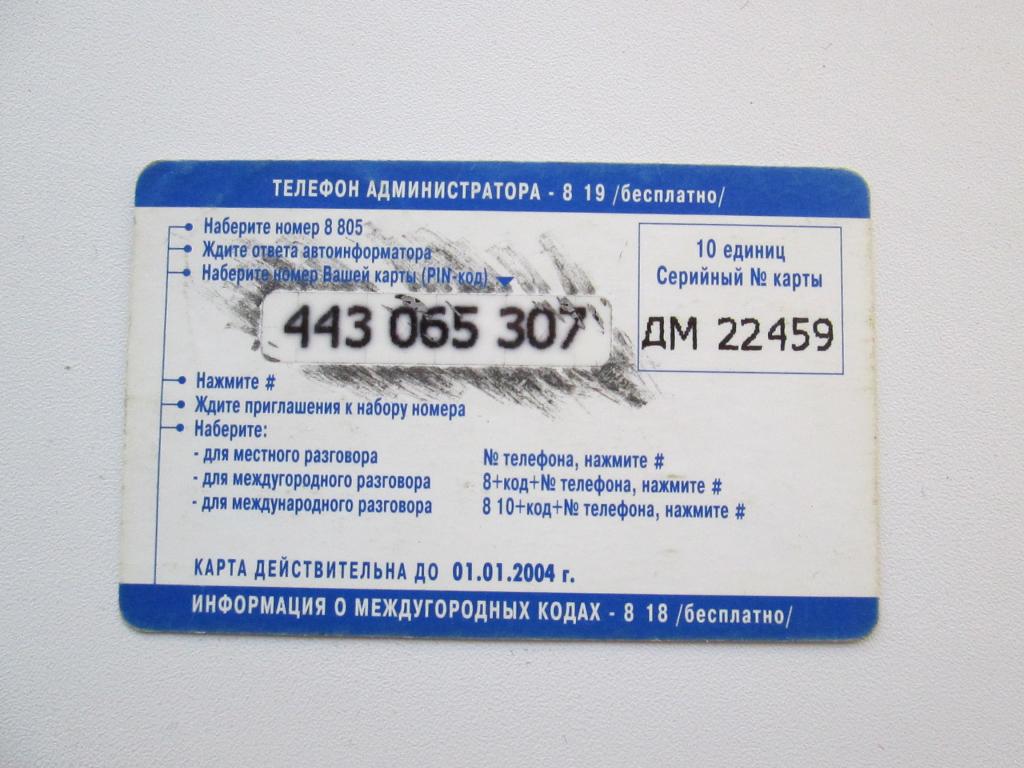 ТЕЛЕФОН АДМИНИСТРАТОРА - 8 19 /бесплатно/
Наберите номер 8 805
Ждите ответа автоинформатора
Наберите номер Вашей карты (PIN-код)
443 065 307
10 единиц
Серийный № карты
ДМ 22459
Нажмите #
Ждите приглашения к набору номера
Наберите:
- для местного разговора № телефона, нажмите #
- для междугородного разговора 8+код+№ телефона, нажмите #
- для международного разговора 8 10+код+№ телефона, нажмите #
КАРТА ДЕЙСТВИТЕЛЬНА ДО 01.01.2004 г.
ИНФОРМАЦИЯ О МЕЖДУГОРОДНЫХ КОДАХ - 8 18 /бесплатно/